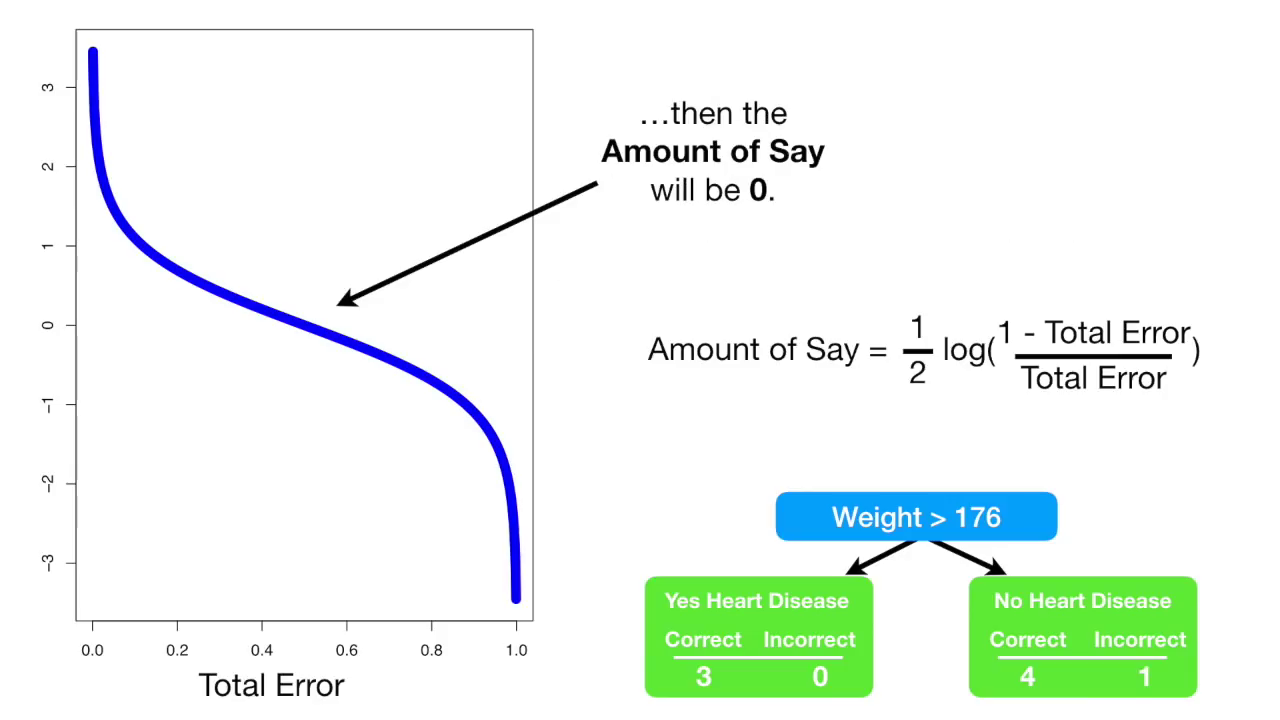 3
2
1
0
-1
-2
-3
0.0 0.2 0.4 0.6 0.8 1.0
Total Error
…then the
Amount of Say
will be 0.
Amount of Say = 1/2 log(1 - Total Error / Total Error)
Weight > 176
Yes Heart Disease
Correct Incorrect
3 0
No Heart Disease
Correct Incorrect
4 1